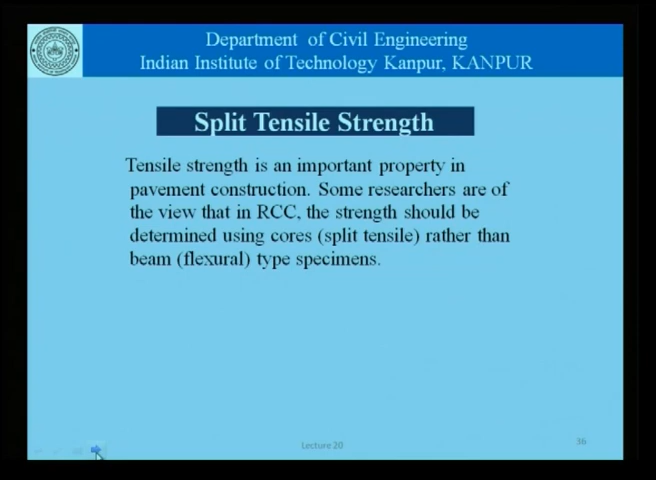 Department of Civil Engineering
Indian Institute of Technology Kanpur, KANPUR
Split Tensile Strength
Tensile strength is an important property in
pavement construction. Some researchers are of
the view that in RCC, the strength should be
determined using cores (split tensile) rather than
beam (flexural) type specimens.
Lecture 20
36